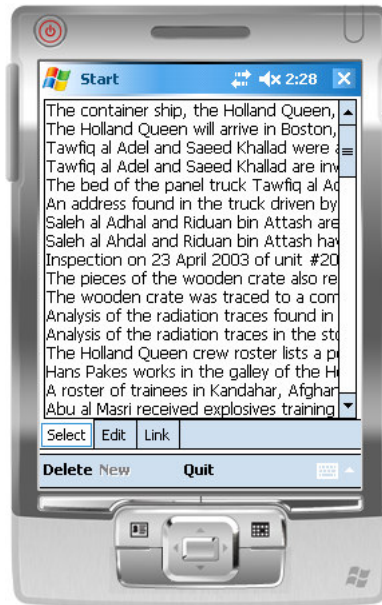 Start 2:28
The container ship, the Holland Queen,
The Holland Queen will arrive in Boston,
Tawfiq al Adel and Saeed Khallad were
Tawfiq al Adel and Saeed Khallad are inv
The bed of the panel truck Tawfiq al Ad
An address found in the truck driven by
Saleh al Adhal and Riduan bin Attash are
Saleh al Ahdal and Riduan bin Attash hav
Inspection on 23 April 2003 of unit #20
The pieces of the wooden crate also re
The wooden crate was traced to a com
Analysis of the radiation traces found in
Analysis of the radiation traces in the sto
The Holland Queen crew roster lists a p
Hans Pakes works in the galley of the H
A roster of trainees in Kandahar, Afghan
Abu al Masri received explosives training
Select Edit Link
Delete New Quit